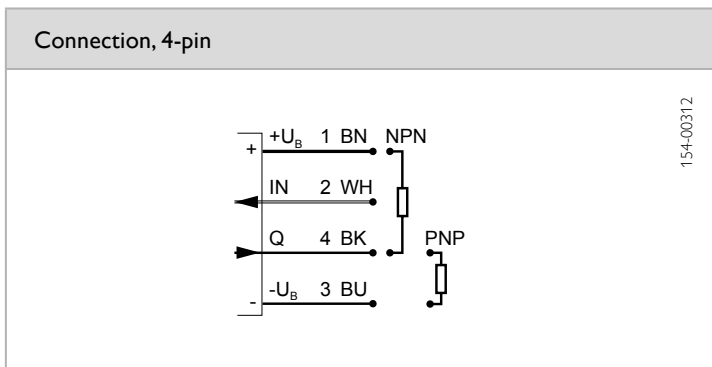 Connection, 4-pin
154-00312
+ +U_B 1 BN NPN
IN 2 WH
Q 4 BK PNP
- -U_B 3 BU